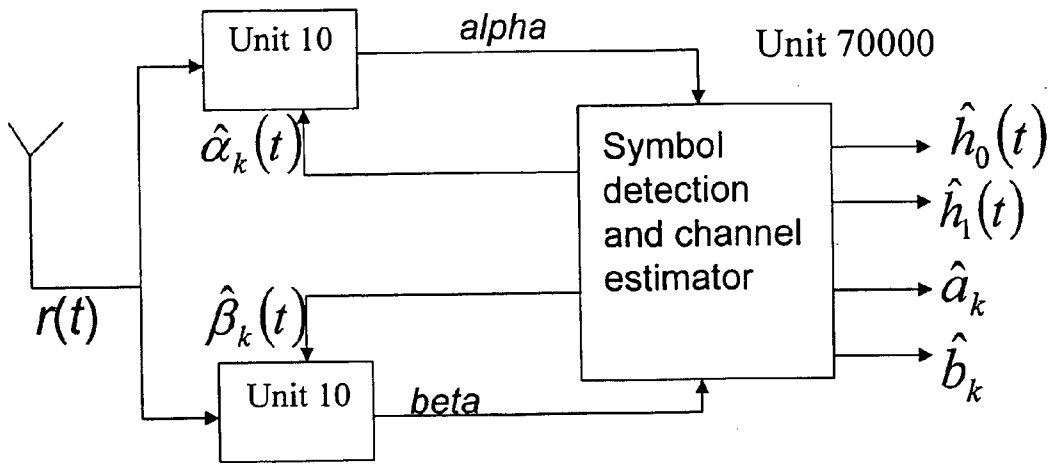 Unit 10
alpha
Unit 70000
α̂ₖ(t)
Symbol
detection
and channel
estimator
ĥ₀(t)
ĥ₁(t)
âₖ
b̂ₖ
r(t)
β̂ₖ(t)
Unit 10
beta